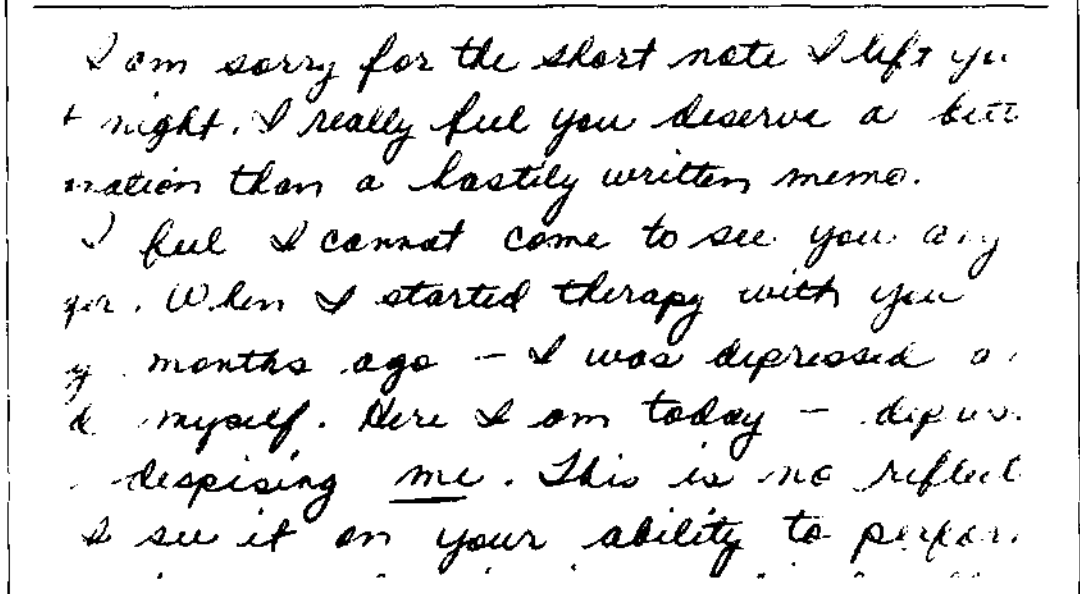 I am sorry for the short note I left
night. I really feel you deserve a
than a hastily written memo.
I feel I cannot come to see you
. When I started therapy with you
months ago – I was depressed
myself. Here I am today –
despising me. This is no reflect
I see it on your ability to